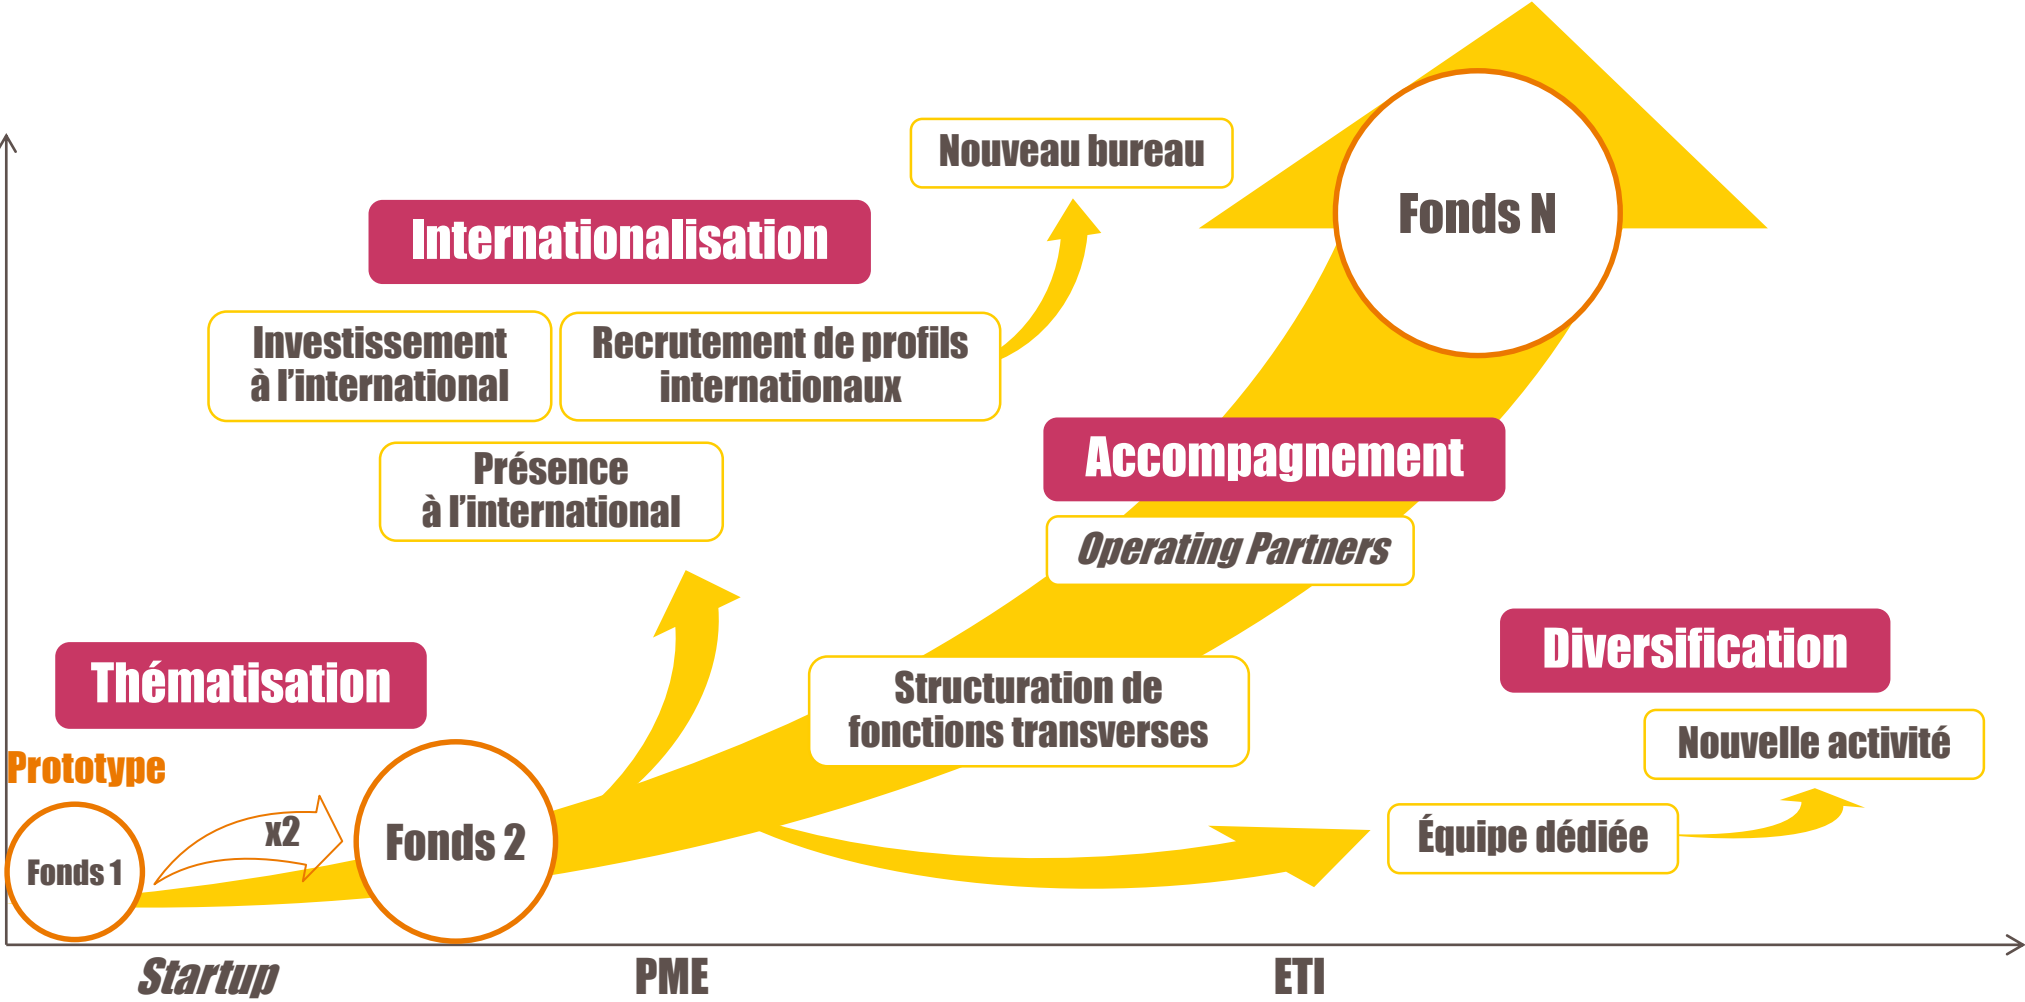 Nouveau bureau
Fonds N
Internationalisation
Investissement
à l’international
Recrutement de profils
internationaux
Présence
à l’international
Accompagnement
Operating Partners
Diversification
Thématisation
Structuration de
fonctions transverses
Nouvelle activité
Prototype
x2
Équipe dédiée
Fonds 1
Fonds 2
Startup
PME
ETI